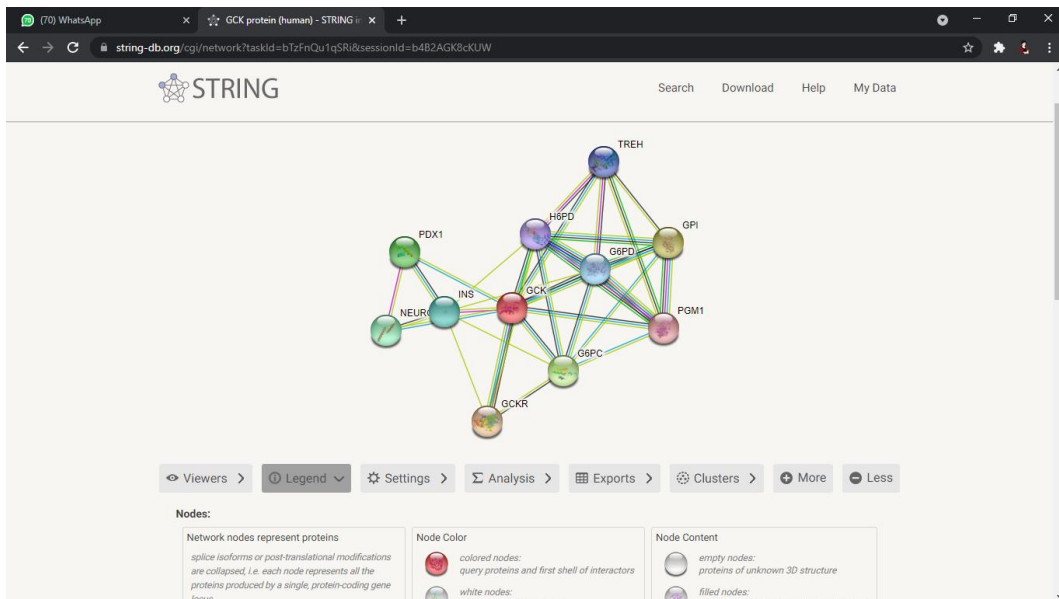 (70) WhatsApp
GCK protein (human) - STRING in
string-db.org/cgi/network?taskId=bTzFnQu1qSRi&sessionId=b4B2AGK8cKUW
STRING
Search Download Help My Data
TREH
H6PD
GPI
PDX1
G6PD
INS
GCK
NEURO
PGM1
G6PC
GCKR
Viewers Legend Settings Analysis Exports Clusters More Less
Nodes:
Network nodes represent proteins
splice isoforms or post-translational modifications
are collapsed, i.e. each node represents all the
proteins produced by a single, protein-coding gene
locus.
Node Color
colored nodes:
query proteins and first shell of interactors
white nodes:
Node Content
empty nodes:
proteins of unknown 3D structure
filled nodes: